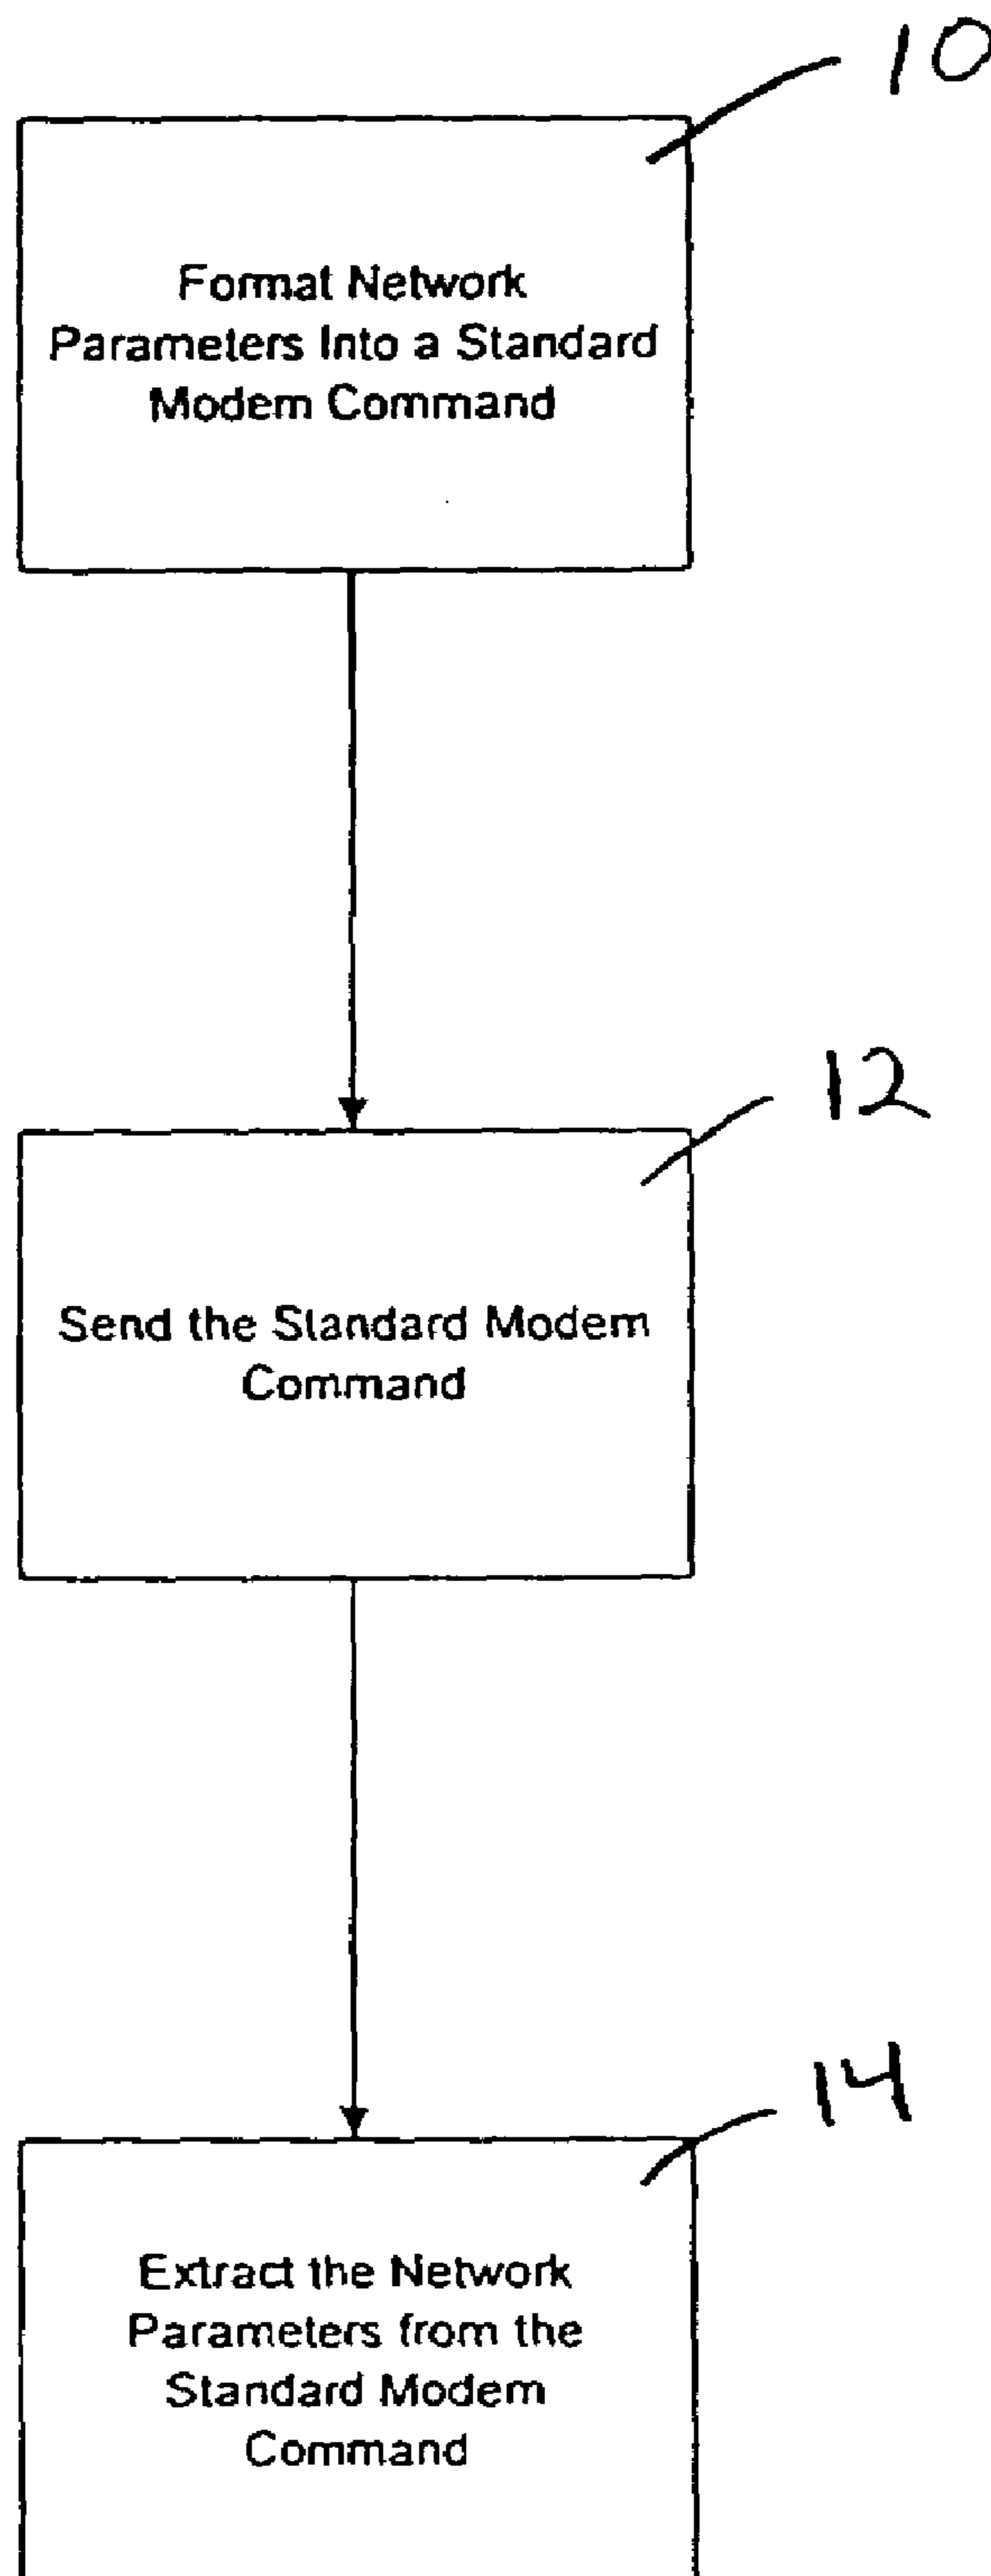 10
Format Network
Parameters Into a Standard
Modem Command
12
Send the Standard Modem
Command
14
Extract the Network
Parameters from the
Standard Modem
Command